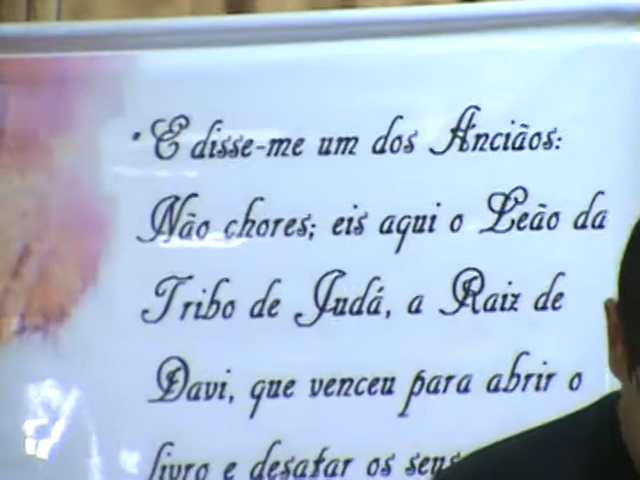 • E disse-me um dos Anciãos:
Não chores; eis aqui o Leão da
Tribo de Judá, a Raiz de
Davi, que venceu para abrir o
livro e desatar os seus